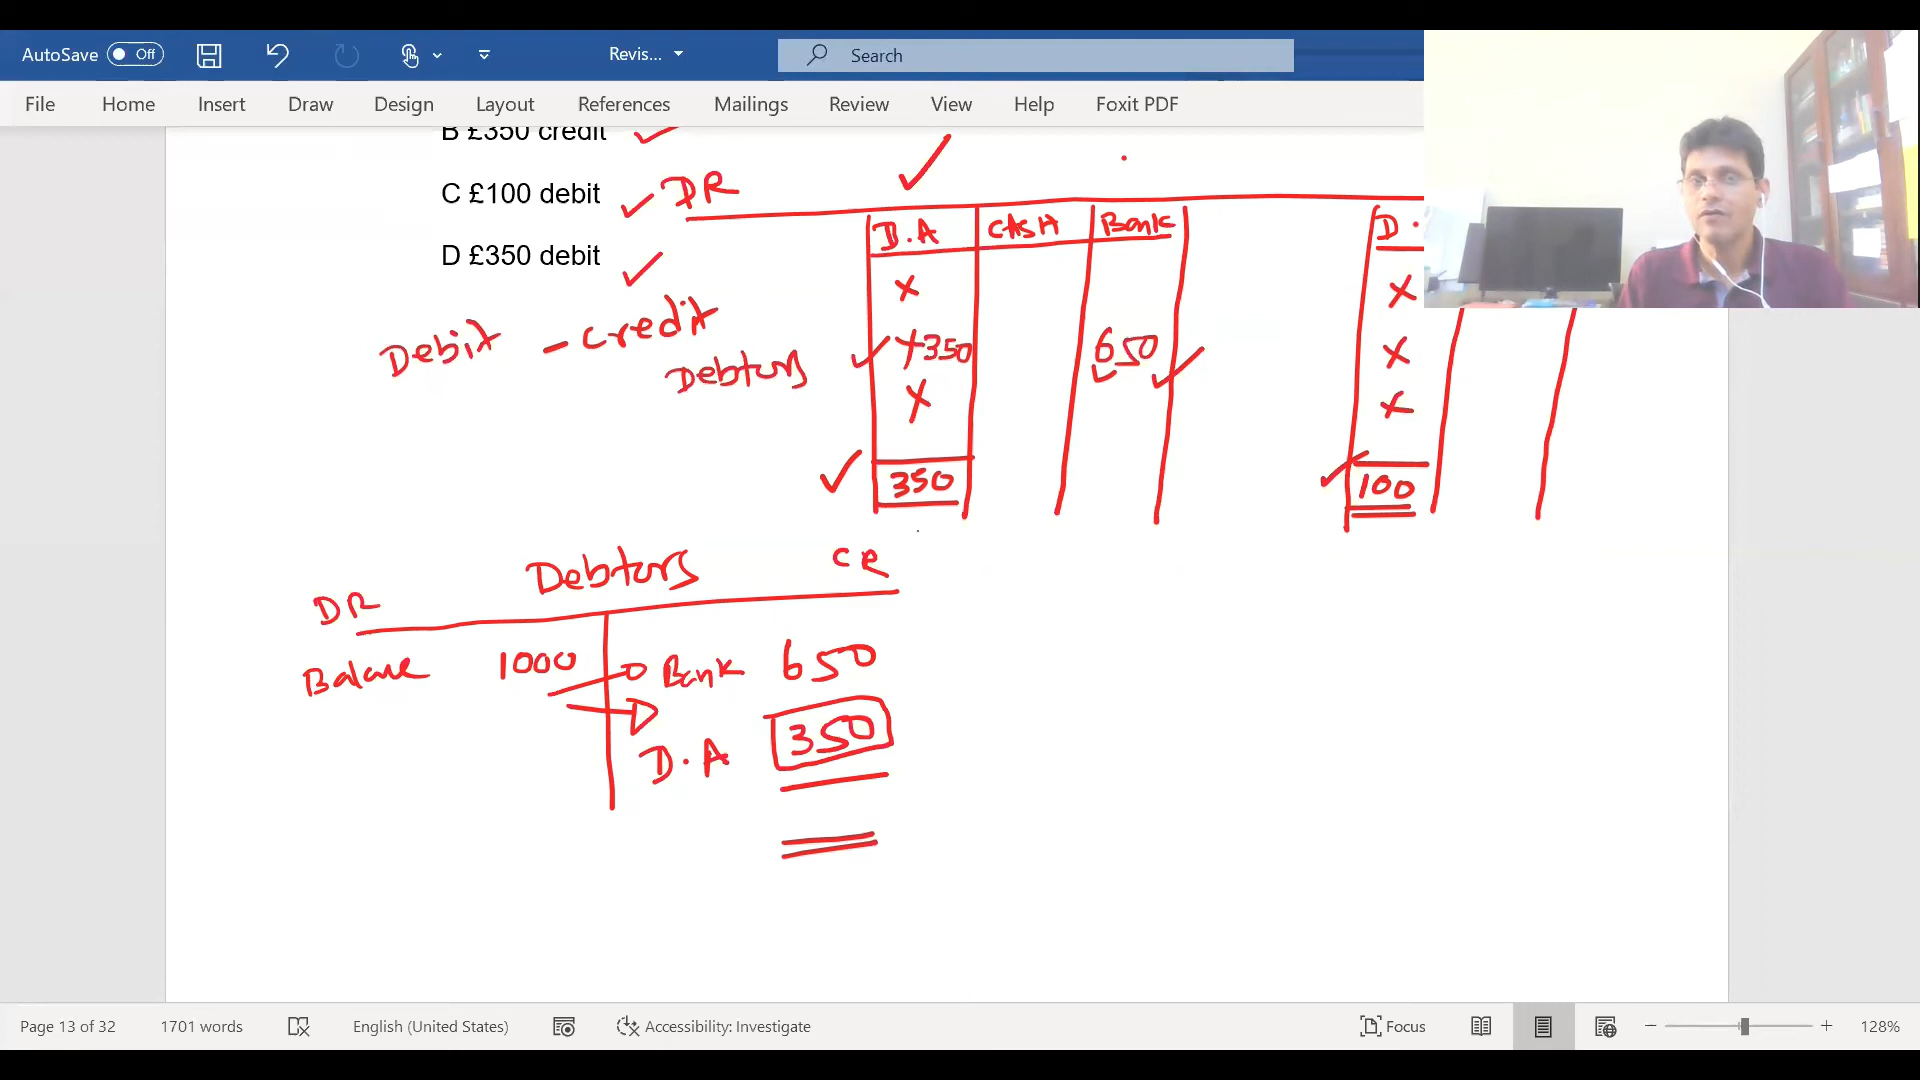 AutoSave Off Revis... Search
File Home Insert Draw Design Layout References Mailings Review View Help Foxit PDF
B £350 credit
C £100 debit
DR
D £350 debit
D.A CASH Bank D.
x x
Debit - credit
Debtors x350 650 x
x x
350 100
Debtors CR
DR
Balance 1000 Bank 650
D.A 350
Page 13 of 32 1701 words English (United States) Accessibility: Investigate Focus 128%